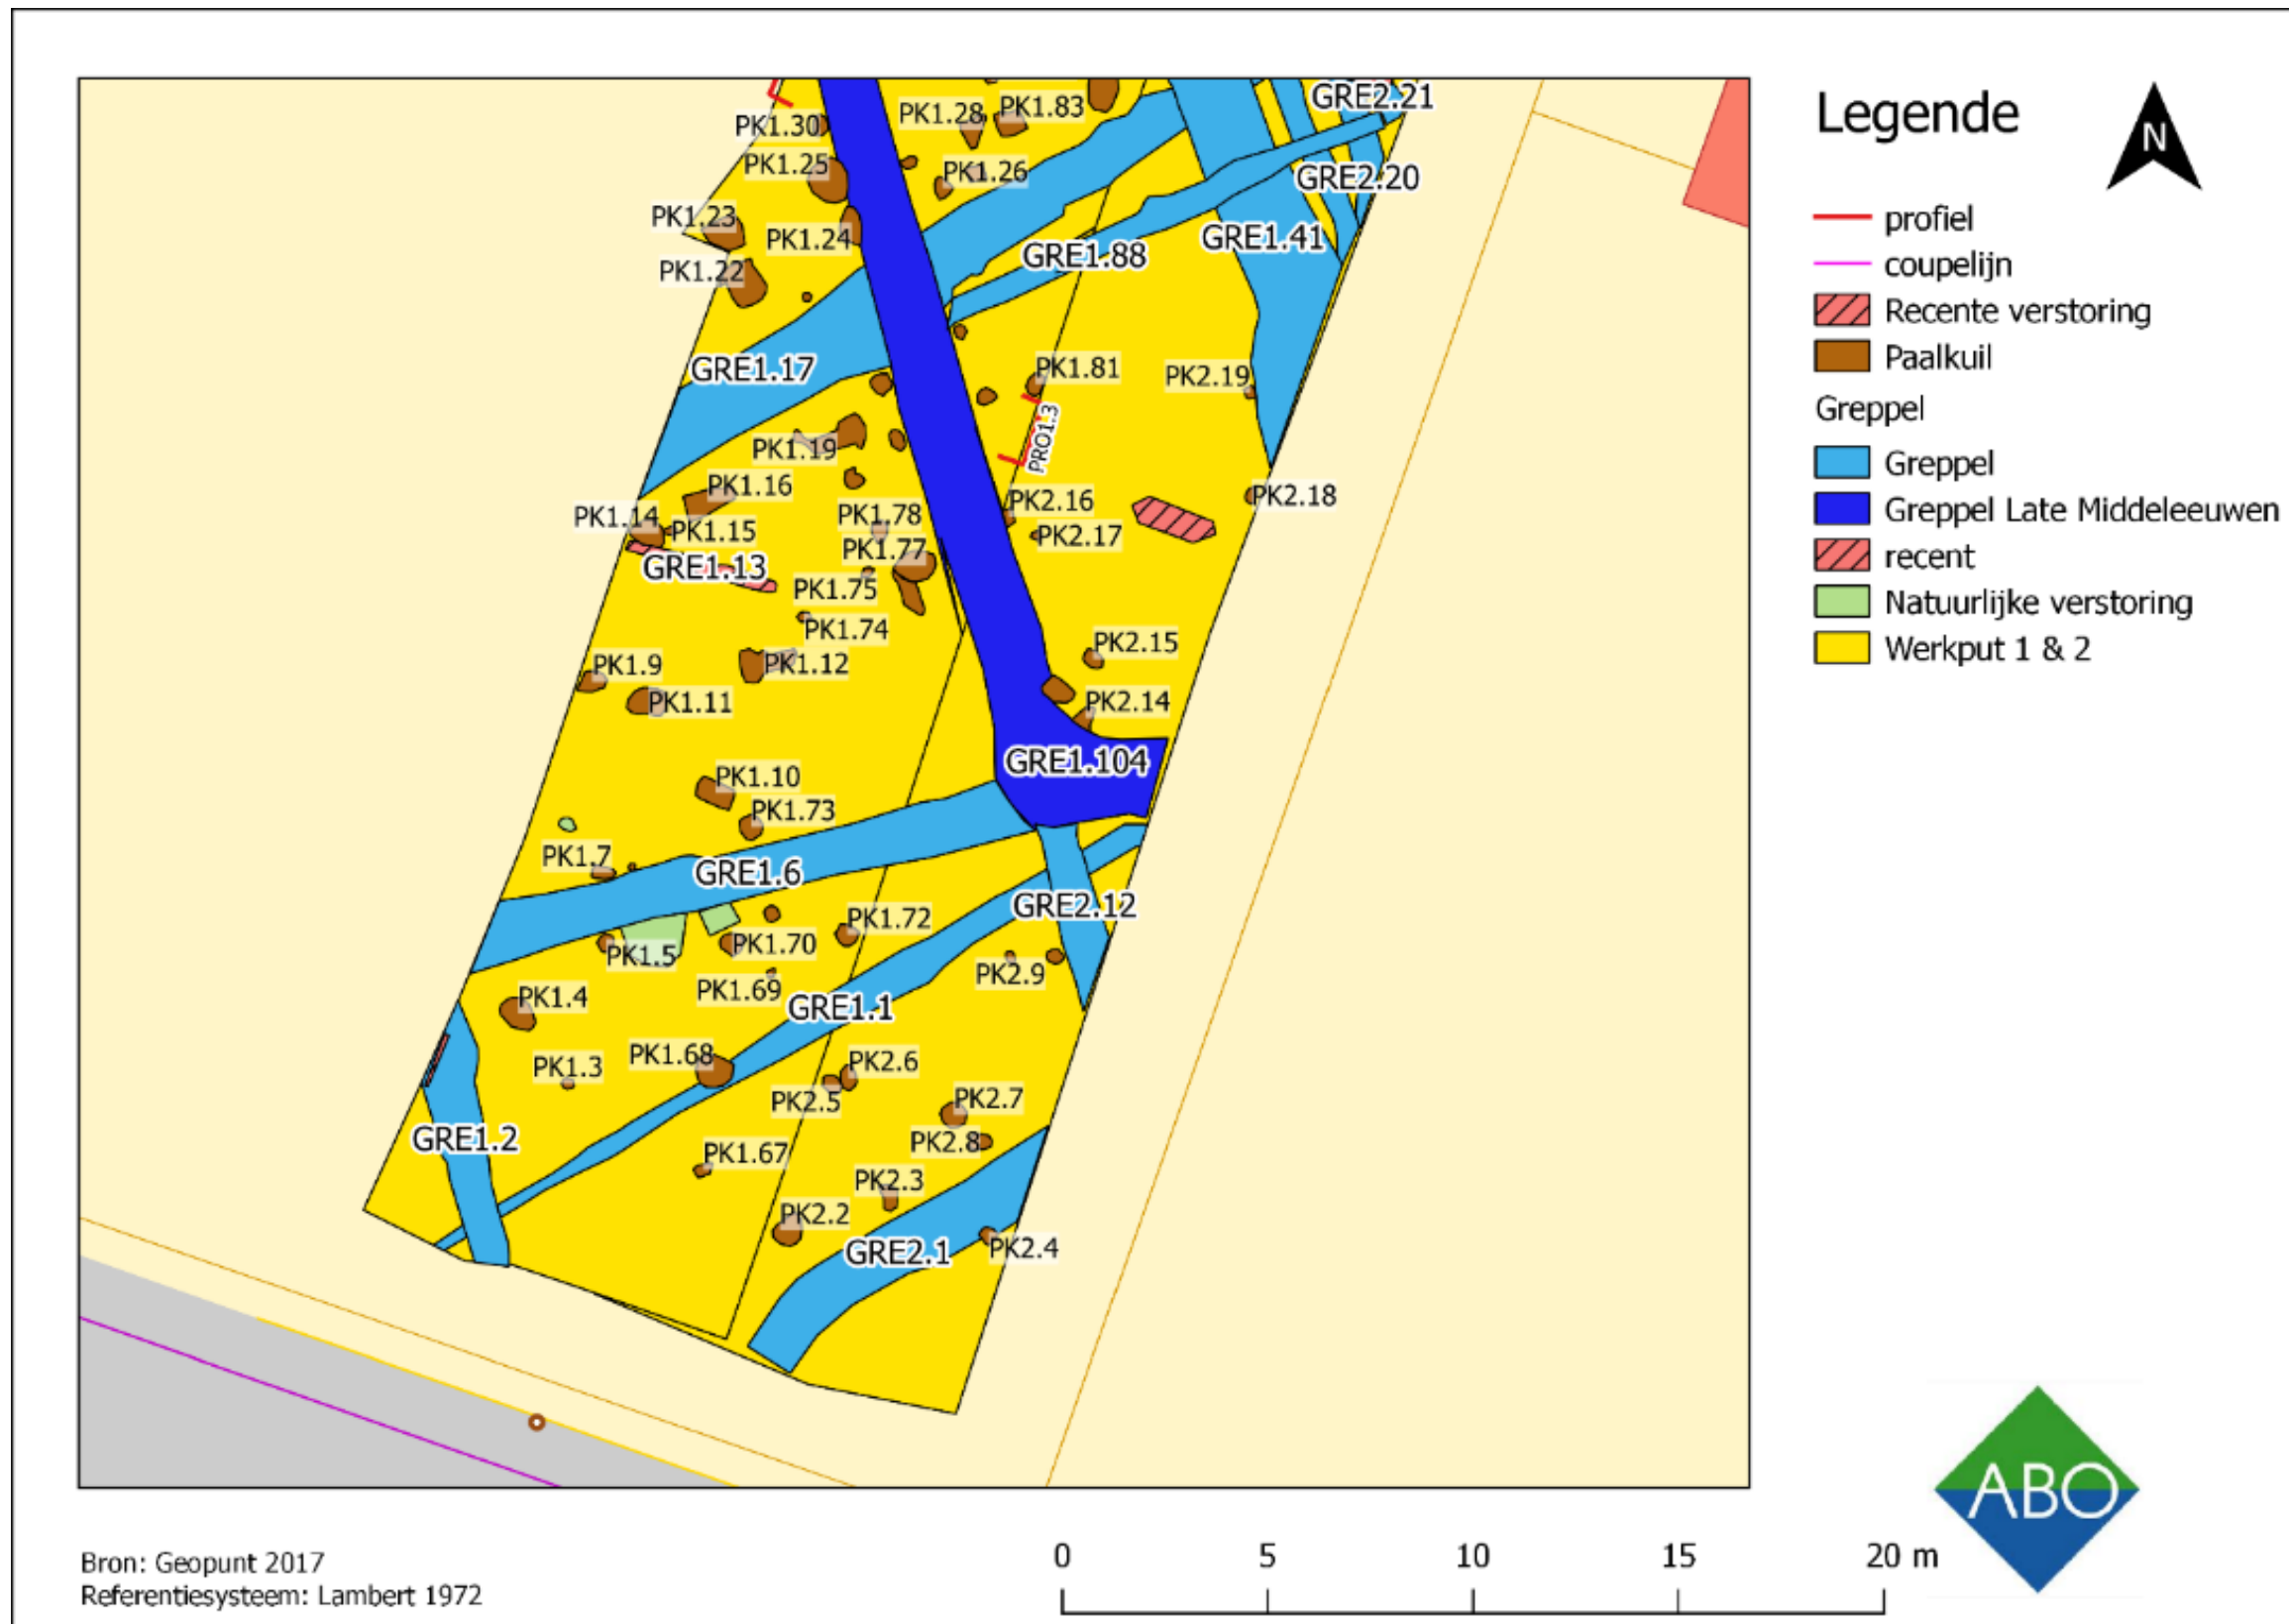 GRE2.21
PK1.28
PK1.83
PK1.30
PK1.25
PK1.26
GRE2.20
PK1.23
PK1.24
GRE1.41
GRE1.88
PK1.22
GRE1.17
PK1.81
PK2.19
PRO1.3
PK1.19
PK1.16
PK2.16
PK2.18
PK1.14
PK1.15
PK1.78
PK2.17
PK1.77
GRE1.13
PK1.75
PK1.74
PK2.15
PK1.9
PK1.12
PK1.11
PK2.14
GRE1.104
PK1.10
PK1.73
PK1.7
GRE1.6
GRE2.12
PK1.72
PK1.70
PK1.5
PK2.9
PK1.69
PK1.4
GRE1.1
PK1.68
PK1.3
PK2.6
PK2.5
PK2.7
GRE1.2
PK2.8
PK1.67
PK2.3
PK2.2
GRE2.1
PK2.4
Legende
N
profiel
coupelijn
Recente verstoring
Paalkuil
Greppel
Greppel
Greppel Late Middeleeuwen
recent
Natuurlijke verstoring
Werkput 1 & 2
ABO
Bron: Geopunt 2017
Referentiesysteem: Lambert 1972
0 5 10 15 20 m